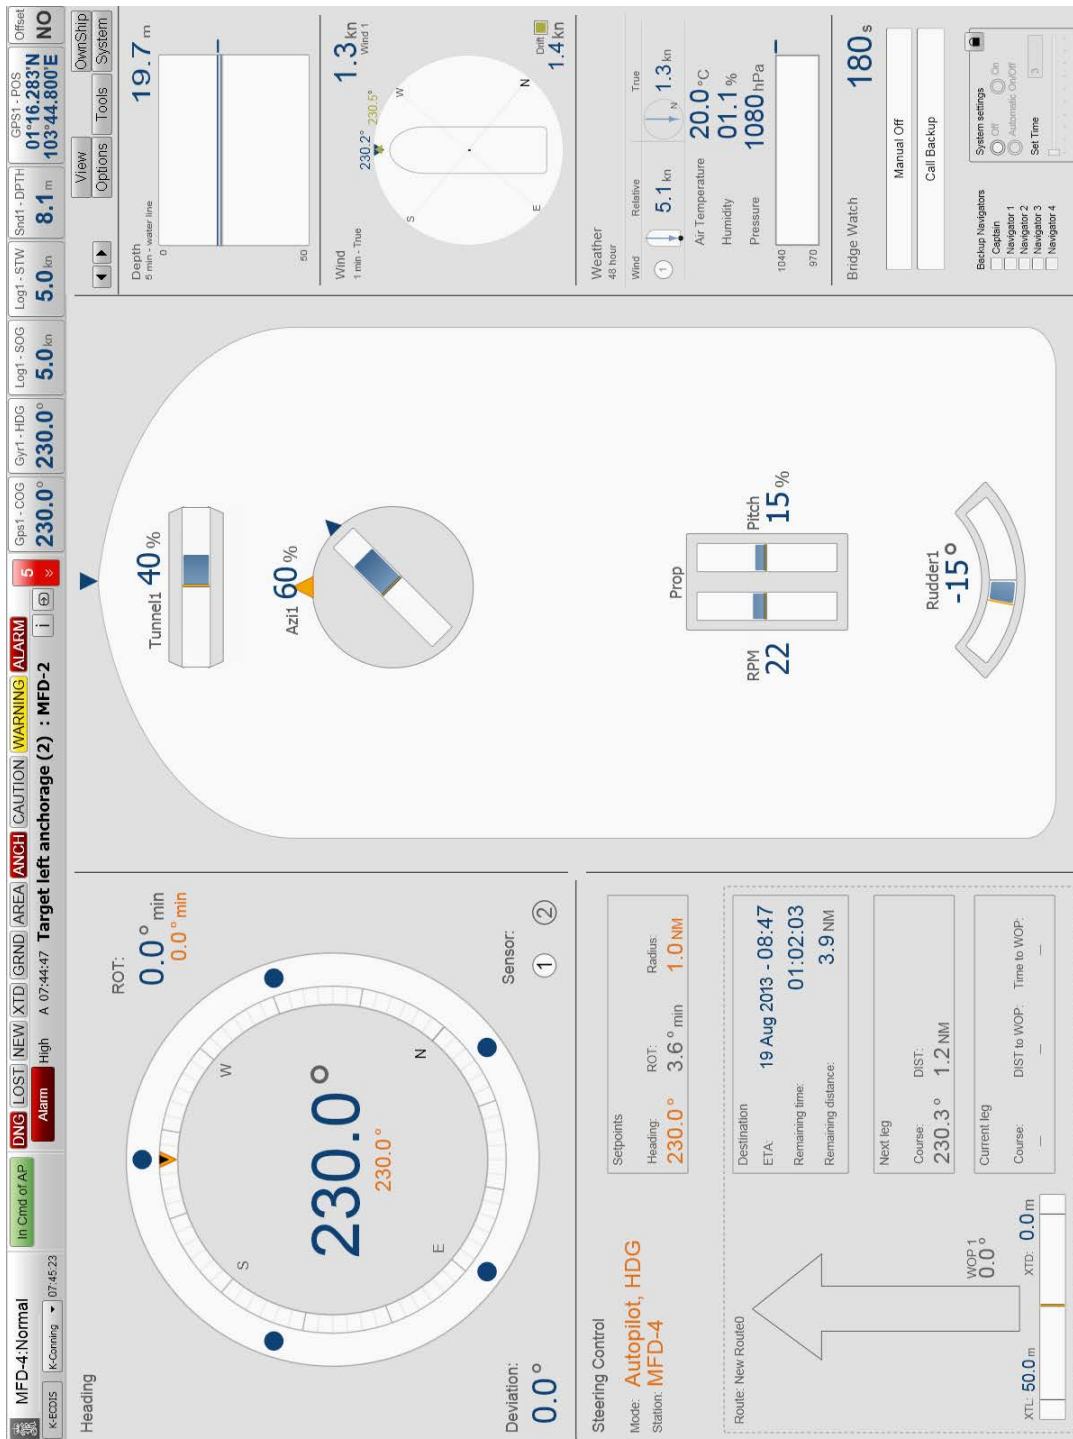 MFD-4:Normal
K-ECDIS
K-Conning
07:45:23
In Cmd of AP
DNG LOST NEW XTD GRND AREA ANCH CAUTION WARNING ALARM
Alarm
High
A 07:44:47 Target left anchorage (2) : MFD-2
i
5
Gps1 - COG
230.0°
Gyr1 - HDG
230.0°
Log1 - SOG
5.0 kn
Log1 - STW
5.0 kn
Snd1 - DPTH
8.1 m
GPS1 - POS
01°16.283'N
103°44.800'E
Offset
NO
View
OwnShip
Options
Tools
System
Heading
ROT:
0.0° min
0.0° min
S
W
E
N
230.0°
230.0°
Deviation:
0.0°
Sensor:
1 2
Steering Control
Mode: Autopilot, HDG
Station: MFD-4
Setpoints
Heading: ROT: Radius:
230.0° 3.6° min 1.0 NM
Route: New Route0
WOP 1
0.0°
XTL: 50.0 m
XTD: 0.0 m
Destination
ETA: 19 Aug 2013 - 08:47
Remaining time: 01:02:03
Remaining distance: 3.9 NM
Next leg
Course: DIST:
230.3° 1.2 NM
Current leg
Course: DIST to WOP: Time to WOP:
– – –
Tunnel1 40 %
Azi1 60 %
Prop
RPM
22
Pitch
15 %
Rudder1
-15°
Depth
5 min - water line
19.7 m
0
50
Wind
1 min - True
1.3 kn
Wind 1
230.2° 230.5°
S
W
E
N
Drift
1.4 kn
Weather
48 hour
Wind Relative True
1 5.1 kn N 1.3 kn
Air Temperature 20.0 °C
Humidity 01.1 %
Pressure 1080 hPa
1040
970
Bridge Watch
180 s
Manual Off
Call Backup
Backup Navigators
Captain
Navigator 1
Navigator 2
Navigator 3
Navigator 4
System settings
Off On
Automatic On/Off
Set Time
3